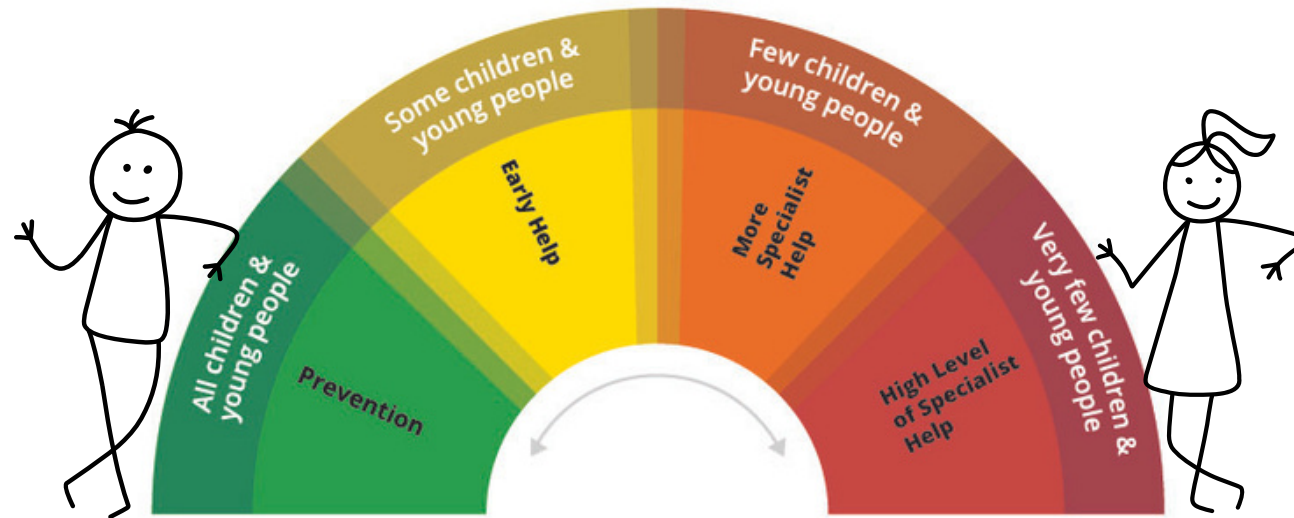 All children &
young people
Prevention
Some children &
young people
Early Help
Few children &
young people
More
Specialist
Help
Very few children &
young people
High Level
of Specialist
Help